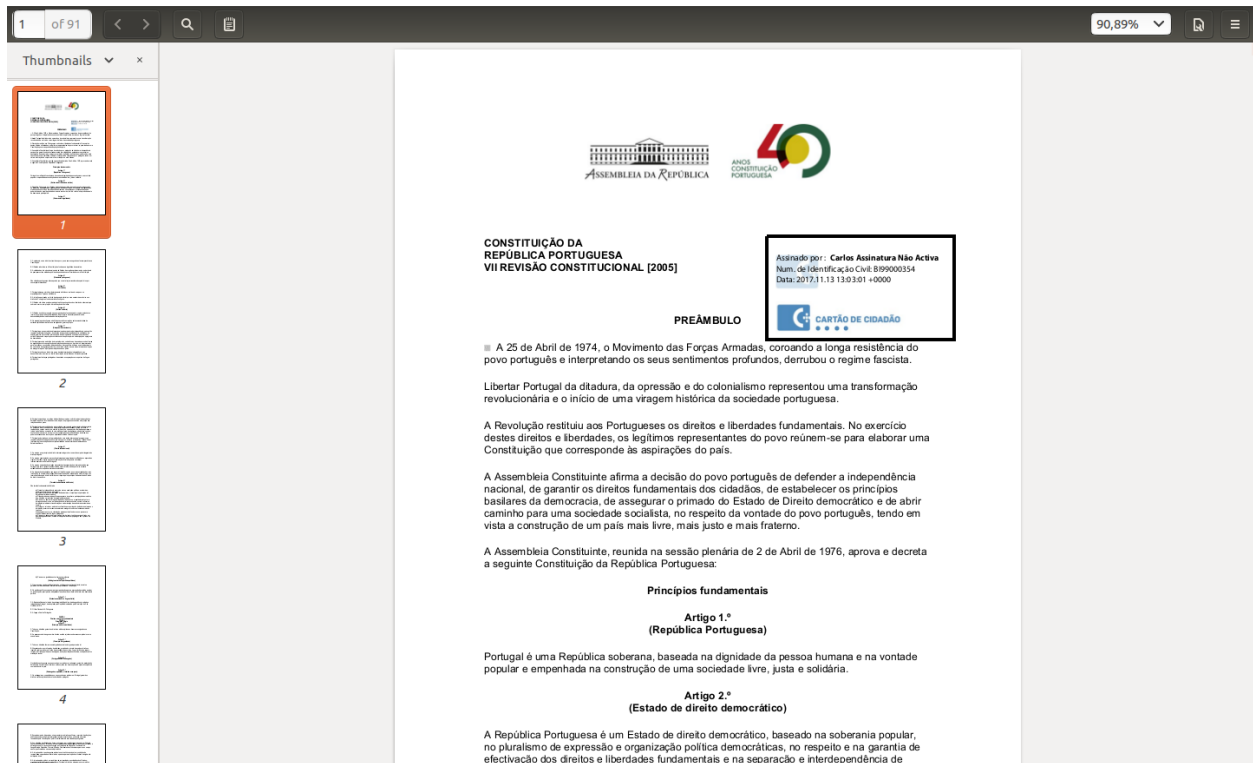 1 of 91
90,89%
Thumbnails
1
2
3
4
ASSEMBLEIA DA REPÚBLICA
40
ANOS
CONSTITUIÇÃO
PORTUGUESA
CONSTITUIÇÃO DA
REPÚBLICA PORTUGUESA
VII REVISÃO CONSTITUCIONAL [2005]
Assinado por : Carlos Assinatura Não Activa
Num. de Identificação Civil: BI99000354
Data: 2017.11.13 13:03:01 +0000
CARTÃO DE CIDADÃO
PREÂMBULO
A 25 de Abril de 1974, o Movimento das Forças Armadas, coroando a longa resistência do
povo português e interpretando os seus sentimentos profundos, derrubou o regime fascista.
Libertar Portugal da ditadura, da opressão e do colonialismo representou uma transformação
revolucionária e o início de uma viragem histórica da sociedade portuguesa.
A Revolução restituiu aos Portugueses os direitos e liberdades fundamentais. No exercício
destes direitos e liberdades, os legítimos representantes do povo reúnem-se para elaborar uma
Constituição que corresponde às aspirações do país.
A Assembleia Constituinte afirma a decisão do povo português de defender a independência
nacional, de garantir os direitos fundamentais dos cidadãos, de estabelecer os princípios
basilares da democracia, de assegurar o primado do Estado de Direito democrático e de abrir
caminho para uma sociedade socialista, no respeito da vontade do povo português, tendo em
vista a construção de um país mais livre, mais justo e mais fraterno.
A Assembleia Constituinte, reunida na sessão plenária de 2 de Abril de 1976, aprova e decreta
a seguinte Constituição da República Portuguesa:
Princípios fundamentais
Artigo 1.º
(República Portuguesa)
Portugal é uma República soberana, baseada na dignidade da pessoa humana e na vontade
popular e empenhada na construção de uma sociedade livre, justa e solidária.
Artigo 2.º
(Estado de direito democrático)
A República Portuguesa é um Estado de direito democrático, baseado na soberania popular,
no pluralismo de expressão e organização política democráticas, no respeito e na garantia de
efectivação dos direitos e liberdades fundamentais e na separação e interdependência de